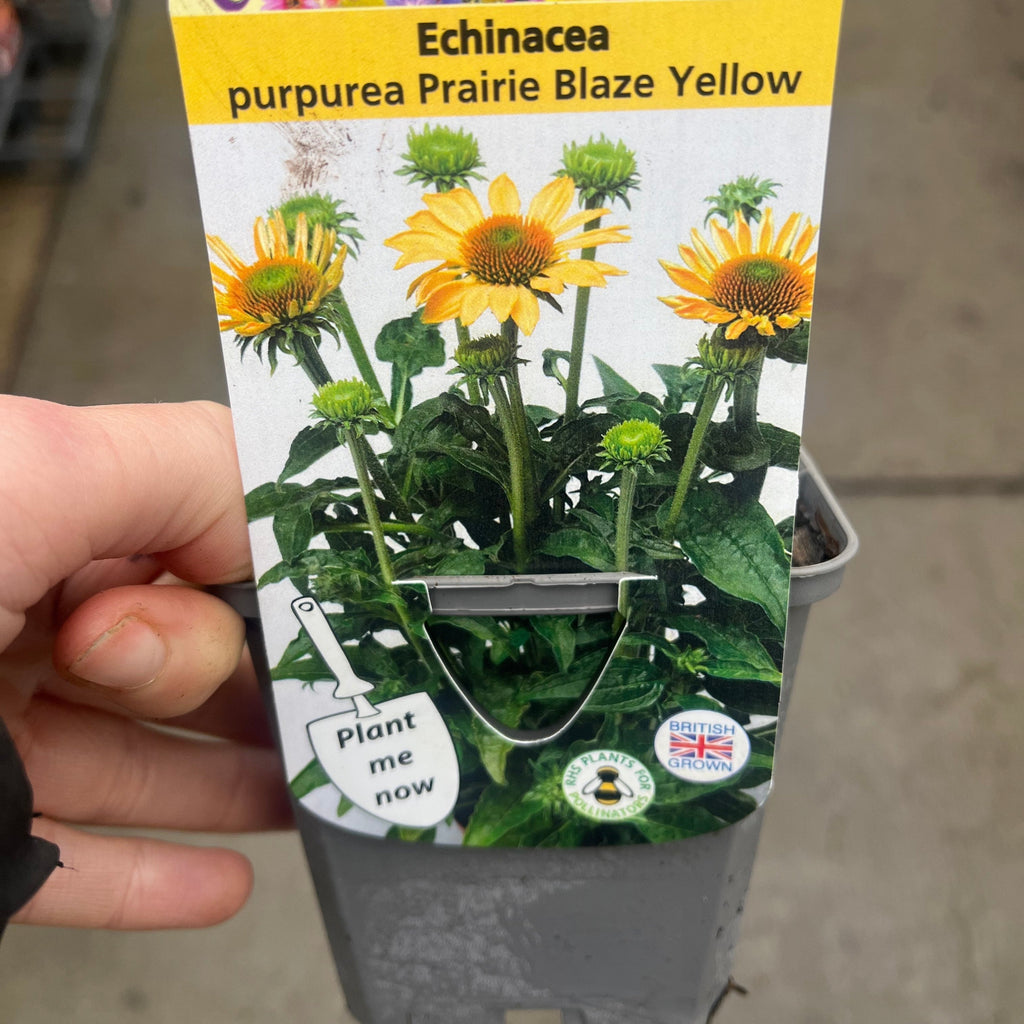 Echinacea
purpurea Prairie Blaze Yellow
Plant
me
now
RHS PLANTS FOR
POLLINATORS
BRITISH
GROWN